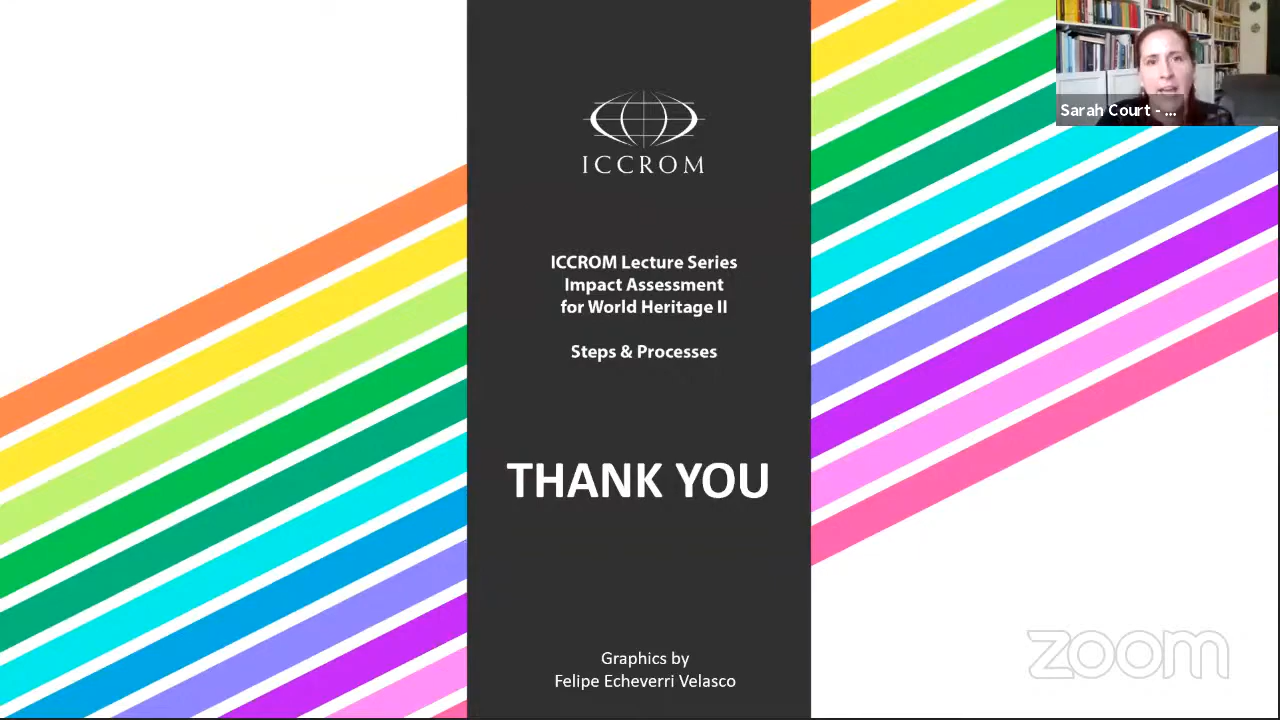 ICCROM
ICCROM Lecture Series
Impact Assessment
for World Heritage II
Steps & Processes
THANK YOU
Graphics by
Felipe Echeverri Velasco
Sarah Court - ...
zoom